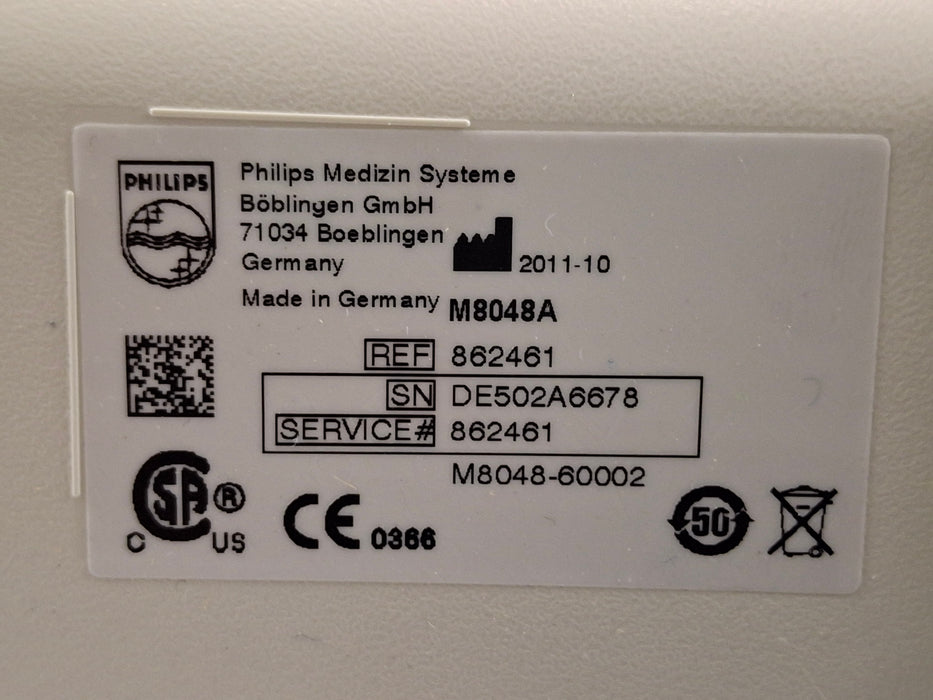 PHILIPS
Philips Medizin Systeme
Böblingen GmbH
71034 Boeblingen
Germany
2011-10
Made in Germany
M8048A
REF 862461
SN DE502A6678
SERVICE# 862461
M8048-60002
SA ®
C US
CE 0366
50